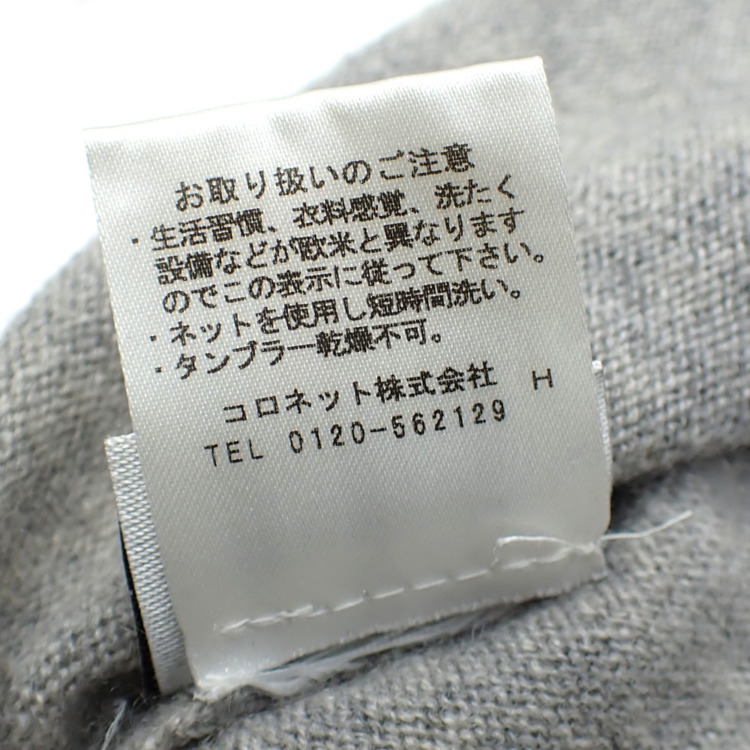 お取り扱いのご注意
・生活習慣、衣料感覚、洗たく
設備などが欧米と異なります
のでこの表示に従って下さい。
・ネットを使用し短時間洗い。
・タンブラー乾燥不可。
コロネット株式会社 H
TEL 0120-562129